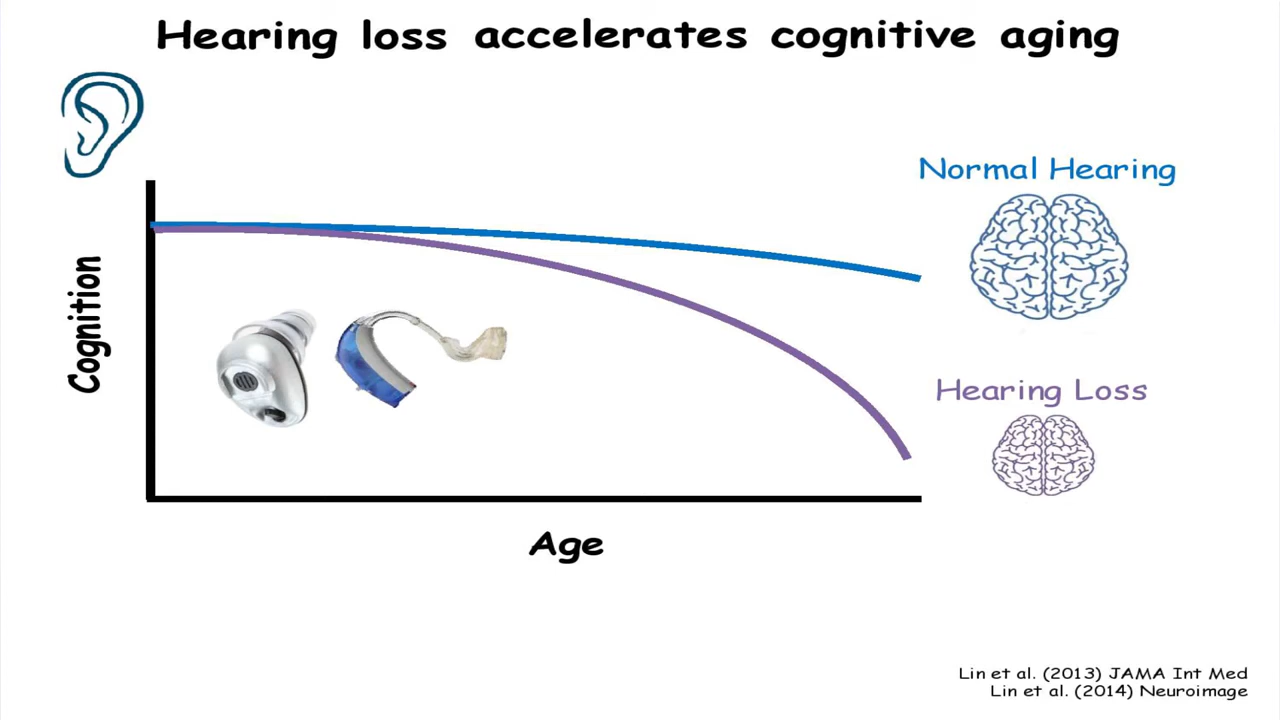 Hearing loss accelerates cognitive aging
Normal Hearing
Cognition
Hearing Loss
Age
Lin et al. (2013) JAMA Int Med
Lin et al. (2014) Neuroimage